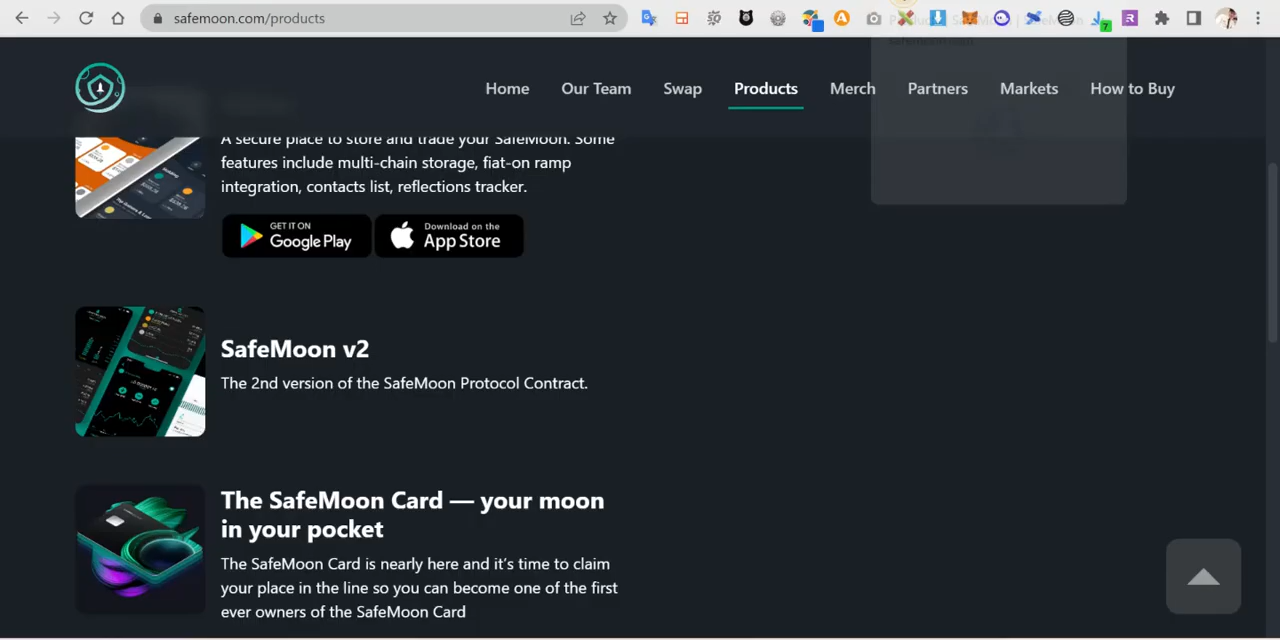 safemoon.com/products
7
Home Our Team Swap Products Merch Partners Markets How to Buy
A secure place to store and trade your SafeMoon. Some
features include multi-chain storage, fiat-on ramp
integration, contacts list, reflections tracker.
GET IT ON
Google Play
Download on the
App Store
SafeMoon v2
The 2nd version of the SafeMoon Protocol Contract.
The SafeMoon Card — your moon
in your pocket
The SafeMoon Card is nearly here and it's time to claim
your place in the line so you can become one of the first
ever owners of the SafeMoon Card